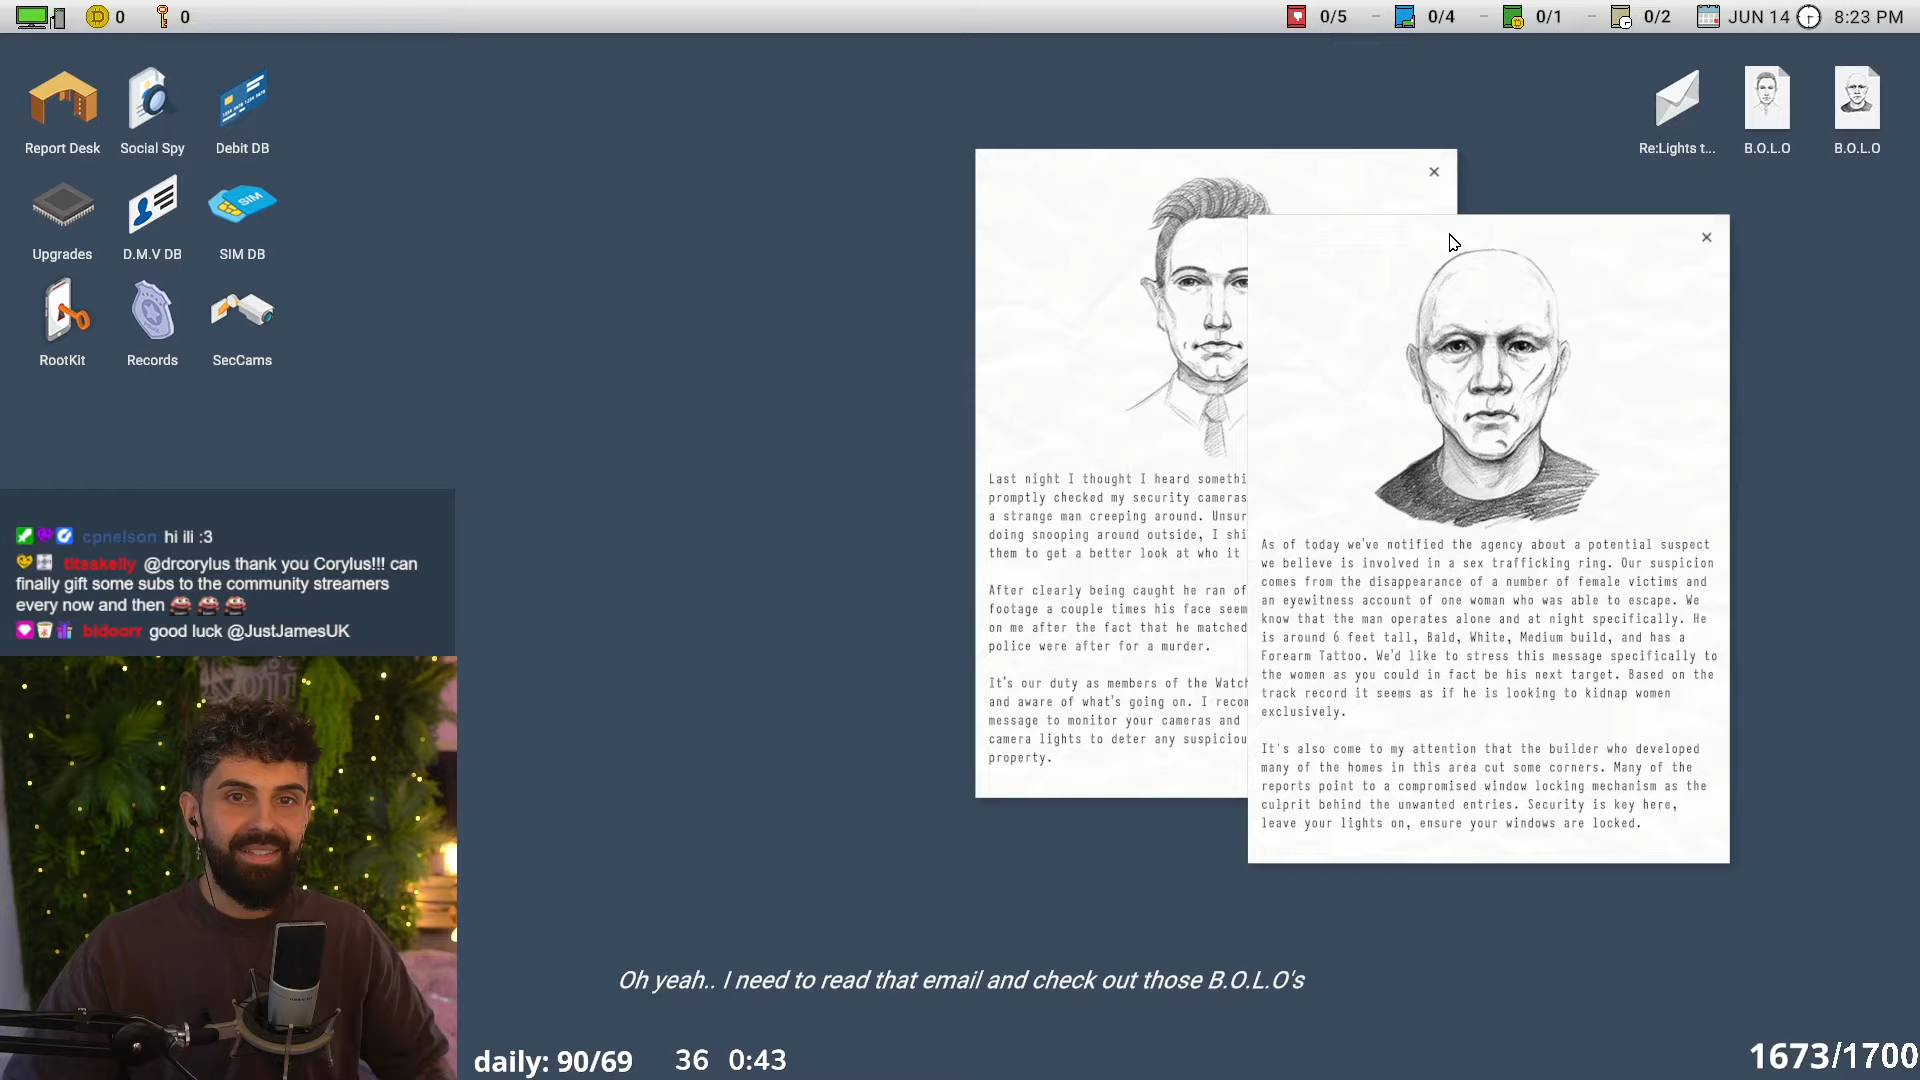 0
0
0/5
0/4
0/1
0/2
JUN 14
8:23 PM
Report Desk
Social Spy
Debit DB
Upgrades
D.M.V DB
SIM DB
RootKit
Records
SecCams
Re:Lights t...
B.O.L.O
B.O.L.O
Last night I thought I heard somethi
promptly checked my security cameras
a strange man creeping around. Unsur
doing snooping around outside, I shi
them to get a better look at who it
After clearly being caught he ran of
footage a couple times his face seem
on me after the fact that he matched
police were after for a murder.
It's our duty as members of the Watc
and aware of what's going on. I recom
message to monitor your cameras and
camera lights to deter any suspiciou
property.
As of today we've notified the agency about a potential suspect
we believe is involved in a sex trafficking ring. Our suspicion
comes from the disappearance of a number of female victims and
an eyewitness account of one woman who was able to escape. We
know that the man operates alone and at night specifically. He
is around 6 feet tall, Bald, White, Medium build, and has a
Forearm Tattoo. We'd like to stress this message specifically to
the women as you could in fact be his next target. Based on the
track record it seems as if he is looking to kidnap women
exclusively.
It's also come to my attention that the builder who developed
many of the homes in this area cut some corners. Many of the
reports point to a compromised window locking mechanism as the
culprit behind the unwanted entries. Security is key here,
leave your lights on, ensure your windows are locked.
cpnelson hi ili :3
titsakelly @drcorylus thank you Corylus!!! can
finally gift some subs to the community streamers
every now and then
bidoorr good luck @JustJamesUK
Oh yeah.. I need to read that email and check out those B.O.L.O's
daily: 90/69
36 0:43
1673/1700